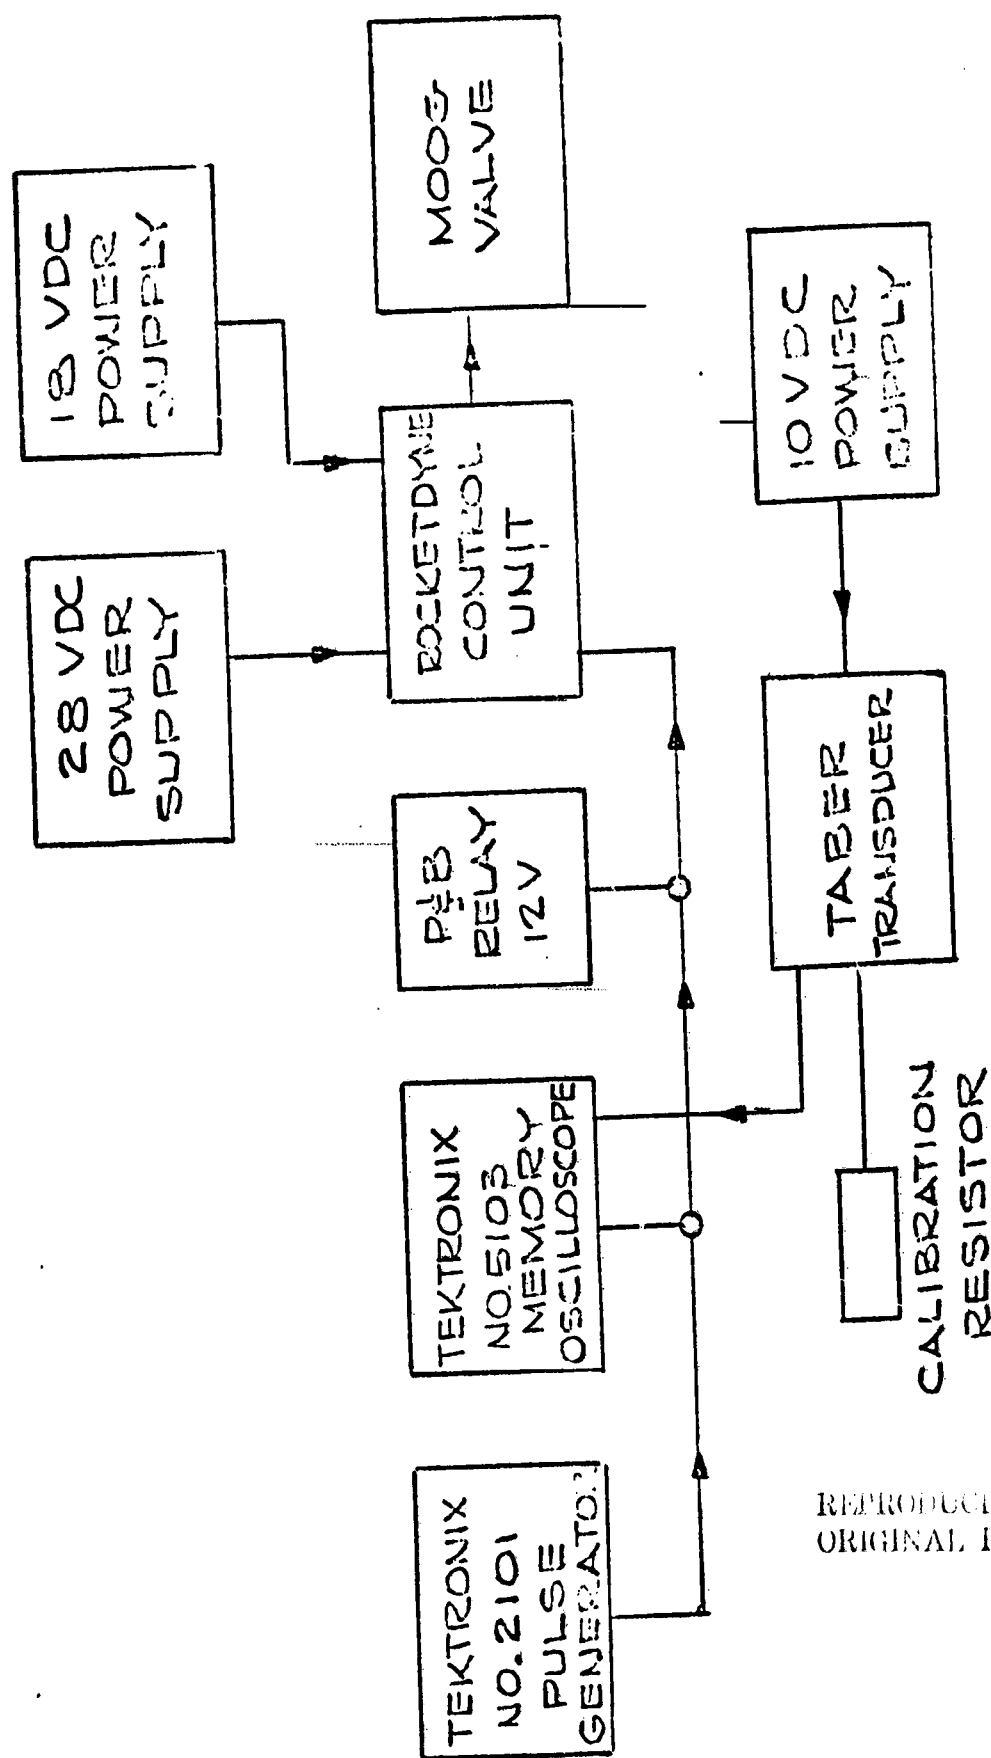 18 VDC
POWER
SUPPLY
28 VDC
POWER
SUPPLY
MOOG
VALVE
ROCKETDYNE
CONTROL
UNIT
P&B
RELAY
12V
TEKTRONIX
NO.5103
MEMORY
OSCILLOSCOPE
TEKTRONIX
NO.2101
PULSE
GENERATOR
10 VDC
POWER
SUPPLY
TABER
TRANSDUCER
CALIBRATION
RESISTOR
ORIGINAL